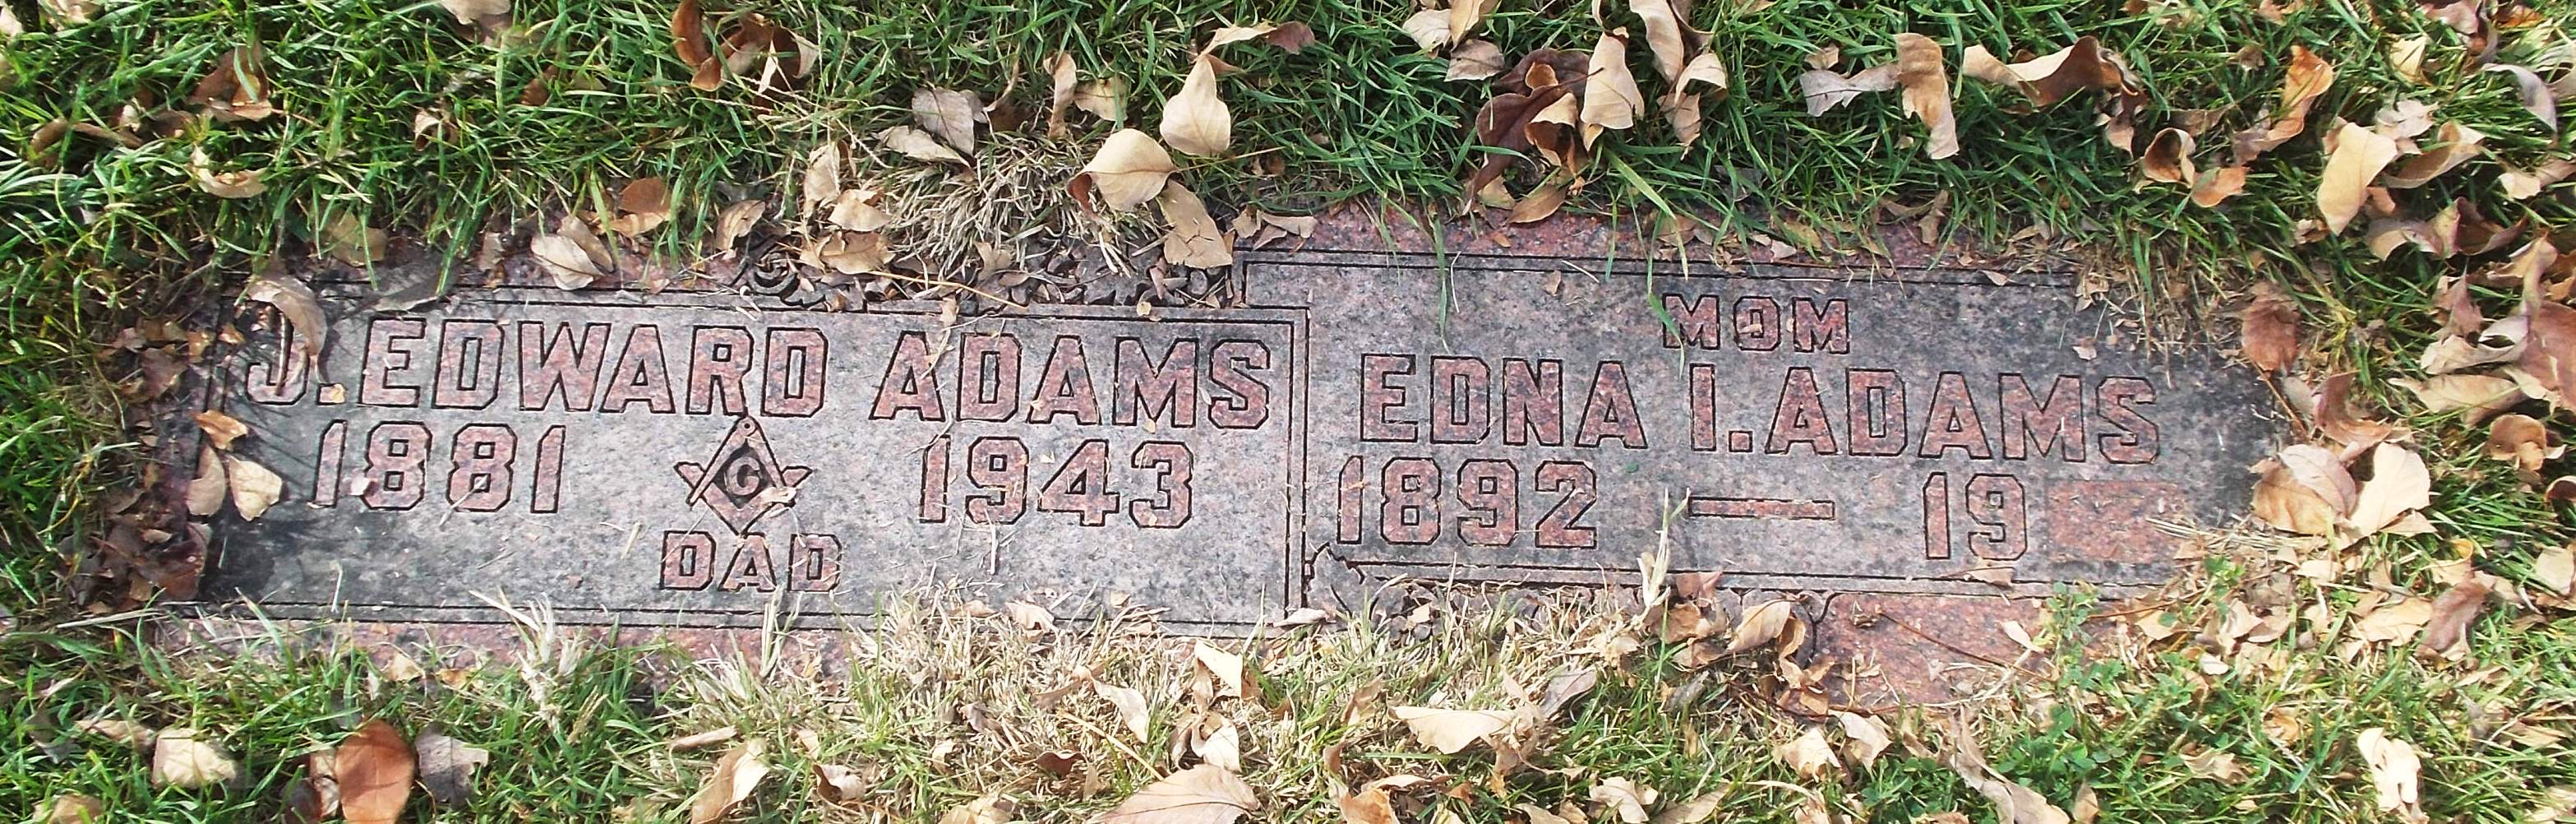 J. EDWARD ADAMS
1881 G 1943
DAD
MOM
EDNA I. ADAMS
1892 — 19